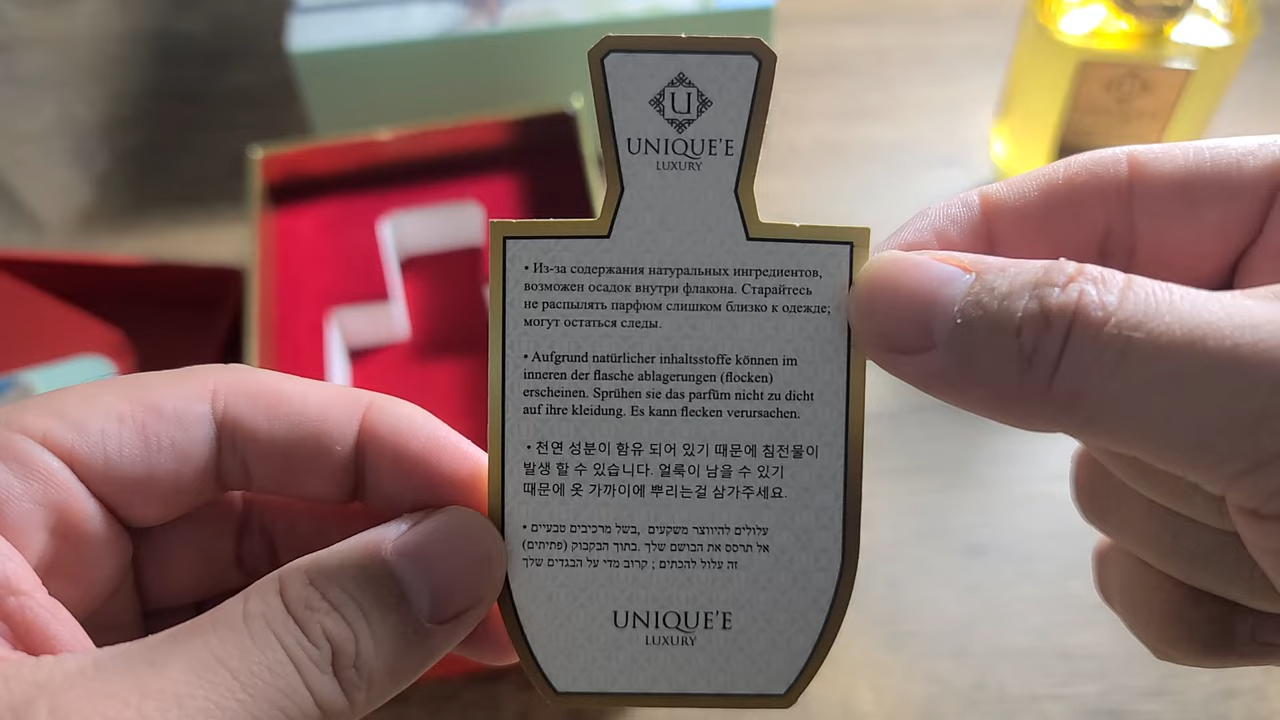 U
UNIQUE'E
LUXURY
• Из-за содержания натуральных ингредиентов,
возможен осадок внутри флакона. Старайтесь
не распылять парфюм слишком близко к одежде;
могут остаться следы.
• Aufgrund natürlicher inhaltsstoffe können im
inneren der flasche ablagerungen (flocken)
erscheinen. Sprühen sie das parfüm nicht zu dicht
auf ihre kleidung. Es kann flecken verursachen.
• 천연 성분이 함유 되어 있기 때문에 침전물이
발생 할 수 있습니다. 얼룩이 남을 수 있기
때문에 옷 가까이에 뿌리는걸 삼가주세요.
• עלולים להיווצר משקעים ,בשל מרכיבים טבעיים
אל תרסס את הבושם שלך .בתוך הבקבוק (פתיתים)
זה עלול להכתים ; קרוב מדי על הבגדים שלך
UNIQUE'E
LUXURY